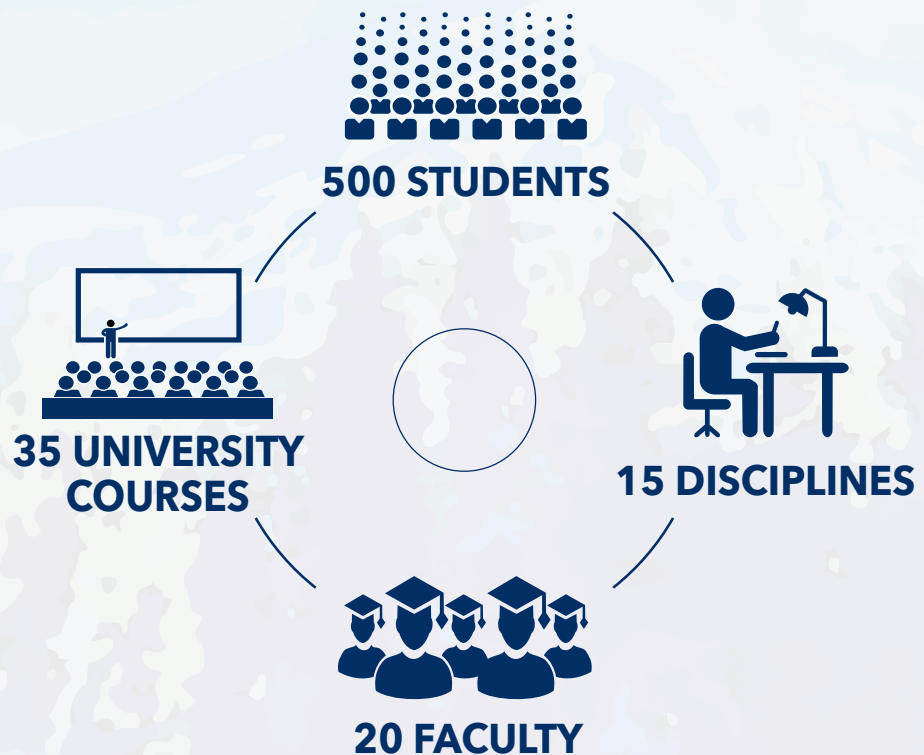 500 STUDENTS
35 UNIVERSITY
COURSES
15 DISCIPLINES
20 FACULTY